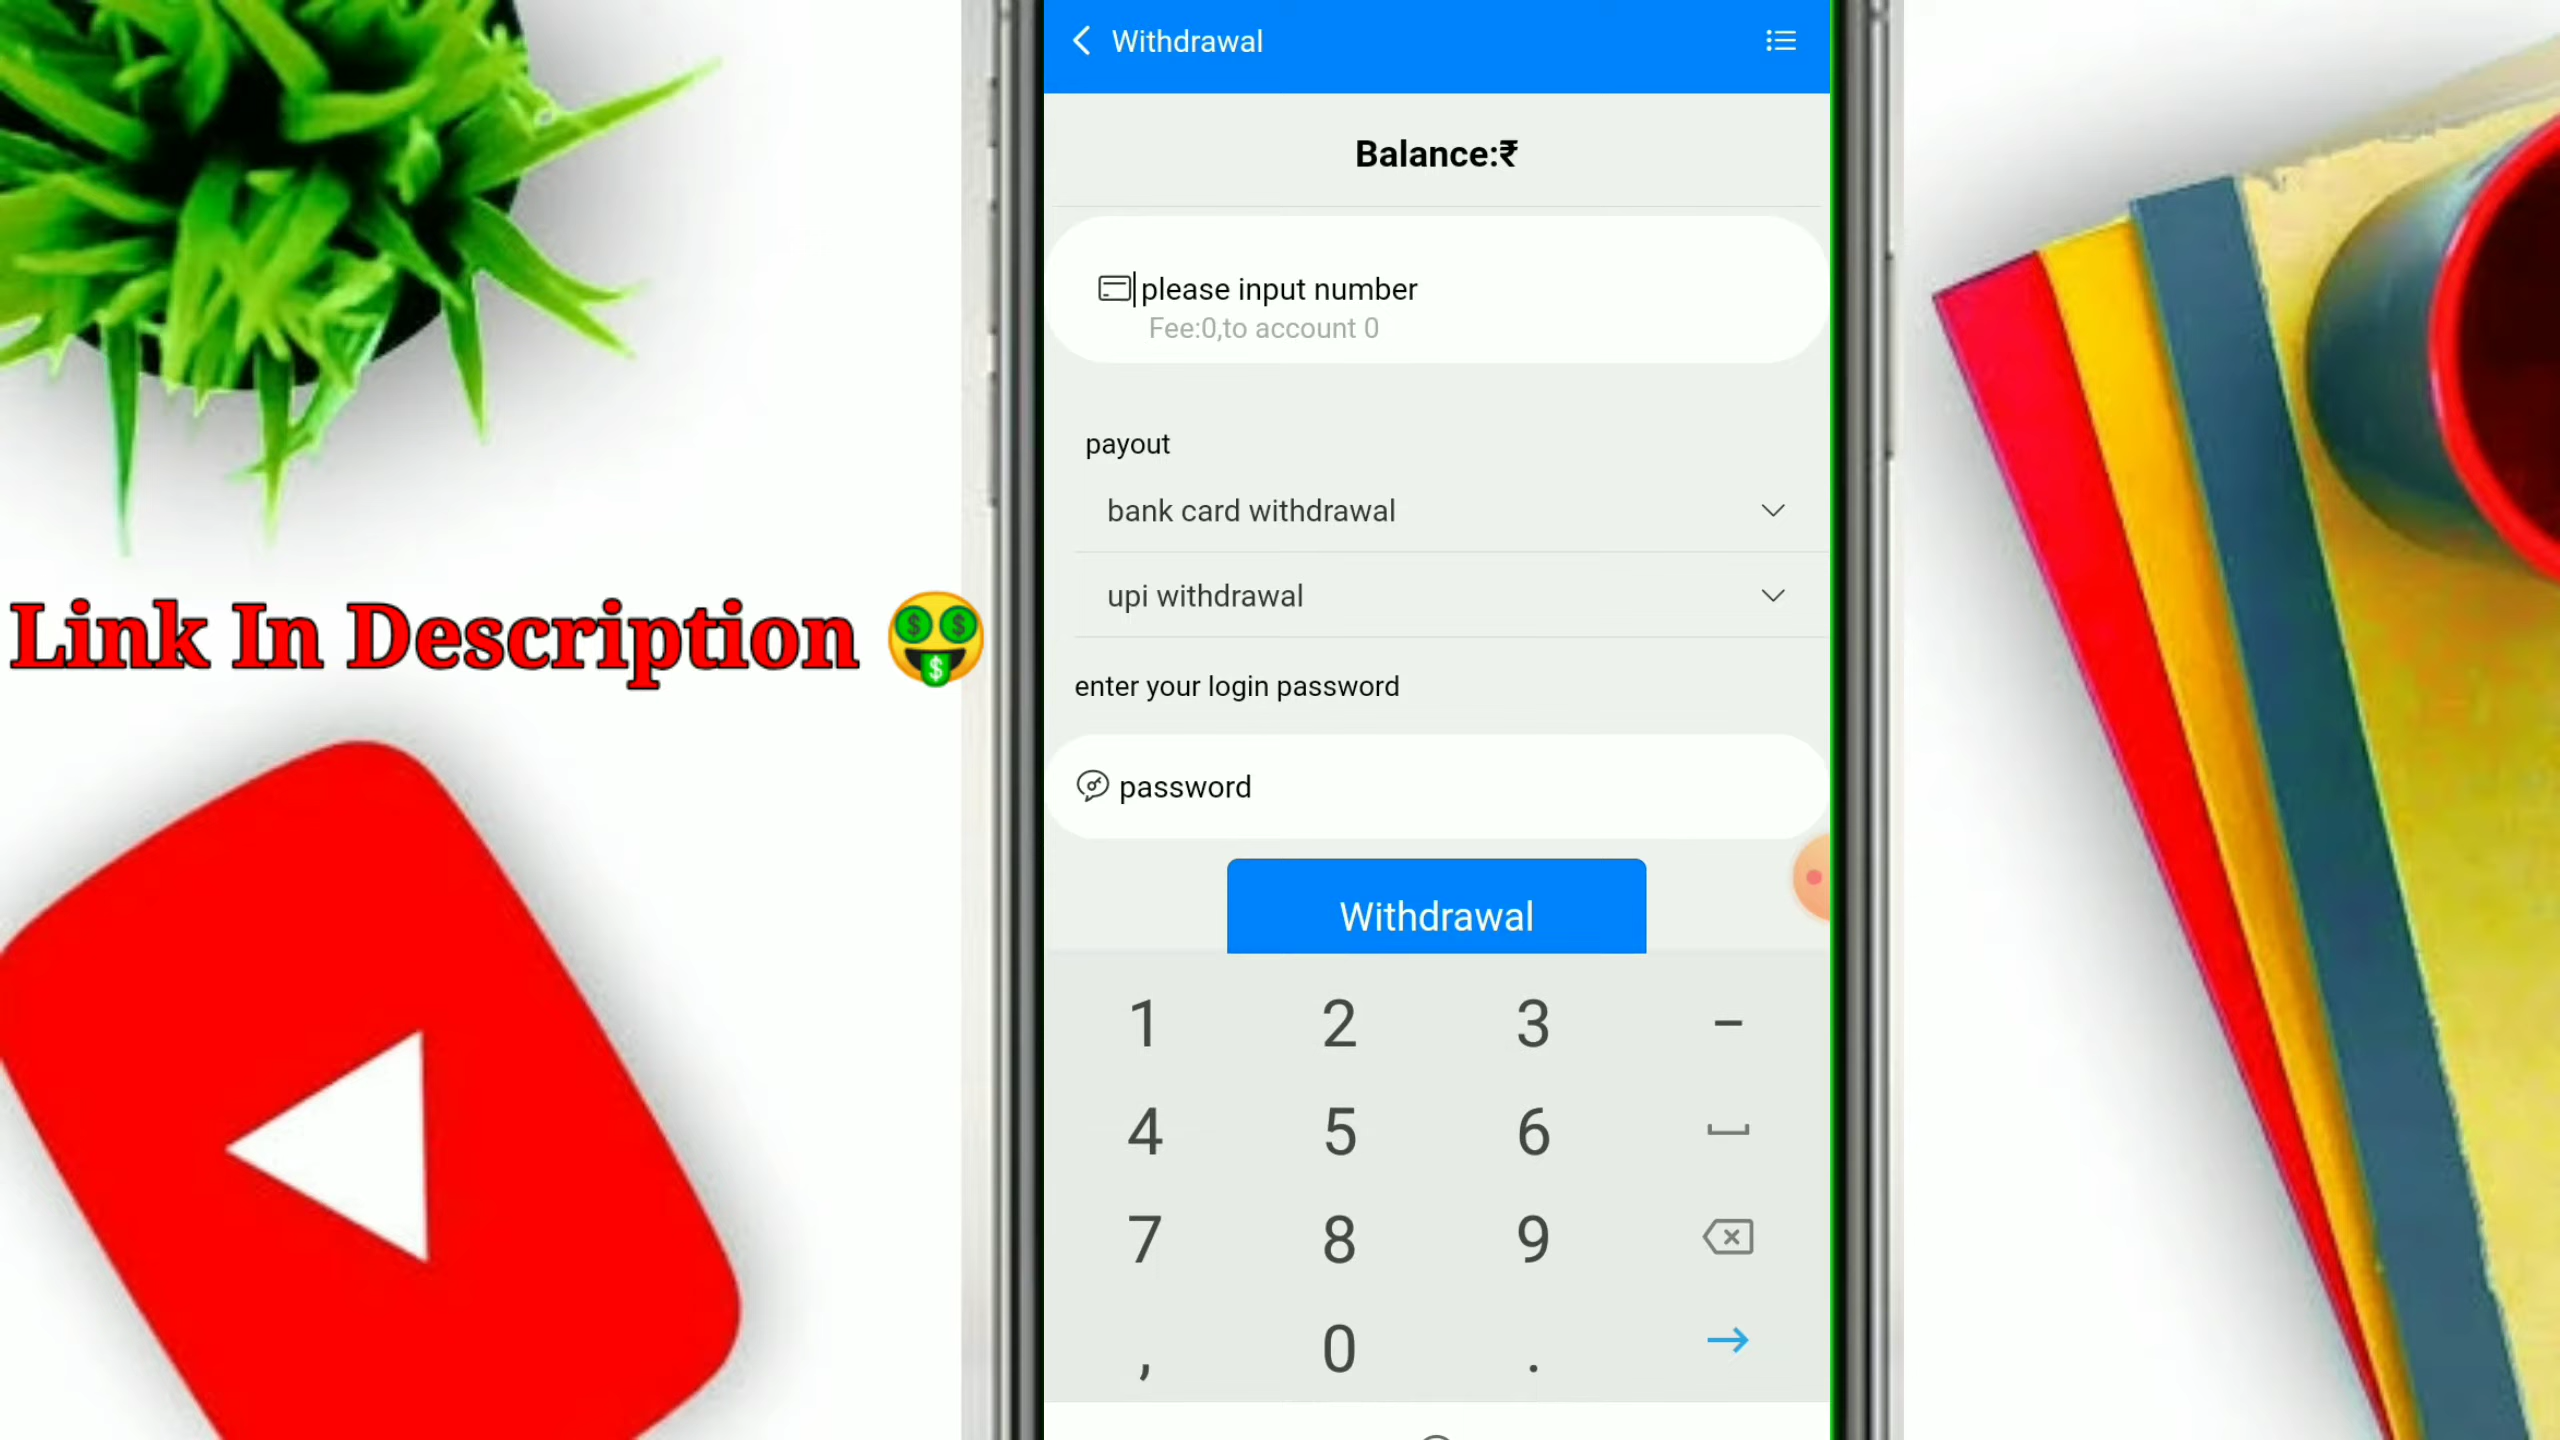 Withdrawal
Balance:₹
please input number
Fee:0,to account 0
payout
bank card withdrawal
upi withdrawal
Link In Description 🤑
enter your login password
password
Withdrawal
1 2 3 -
4 5 6
7 8 9
, 0 .